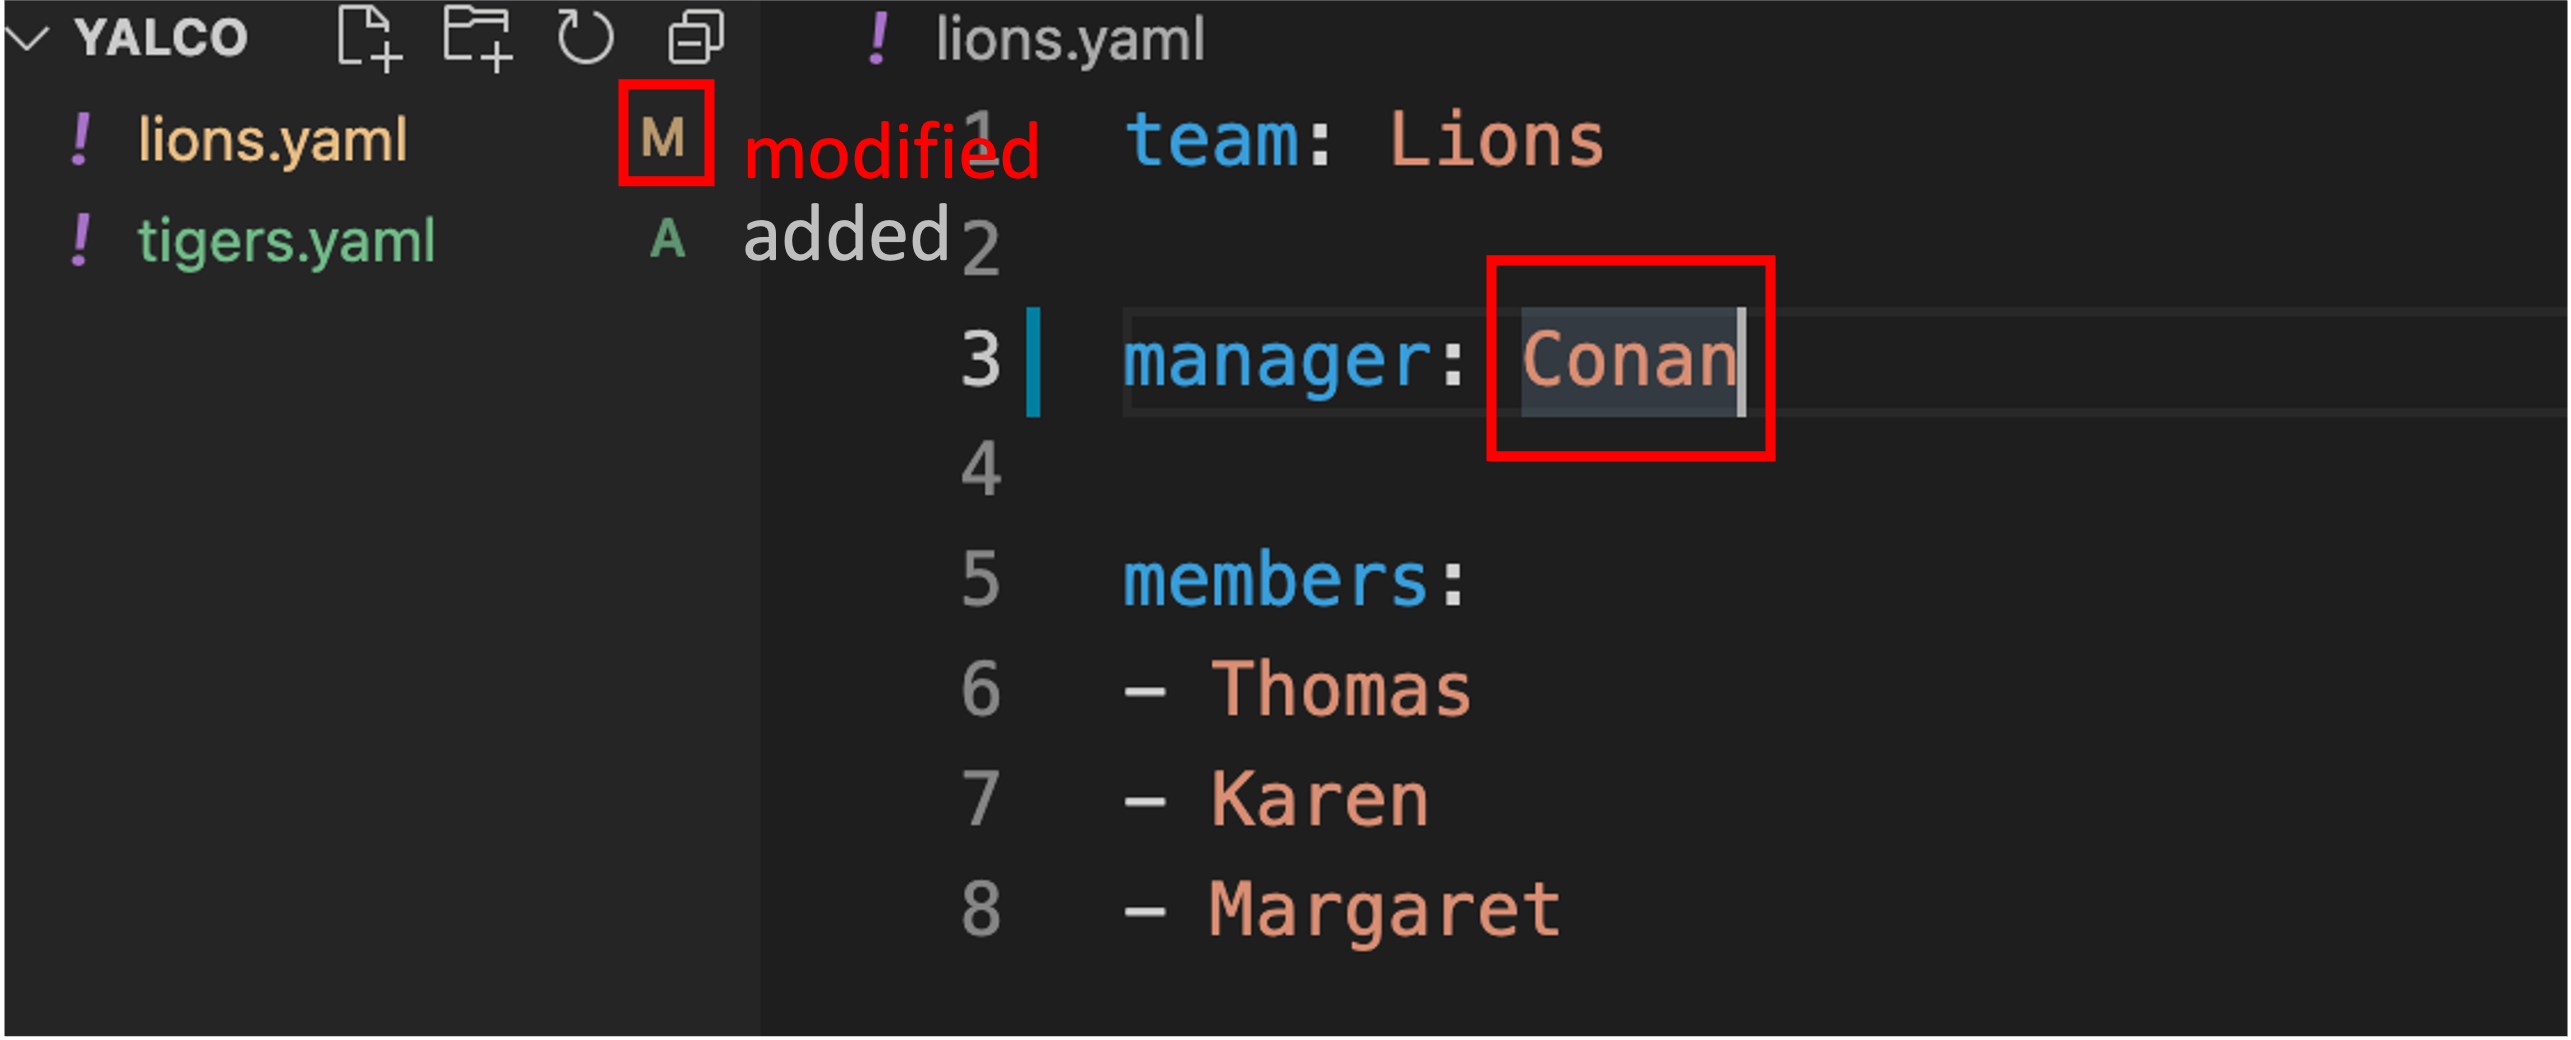 YALCO
! lions.yaml M modified
! tigers.yaml A added
! lions.yaml
1 team: Lions
2
3 manager: Conan
4
5 members:
6 - Thomas
7 - Karen
8 - Margaret